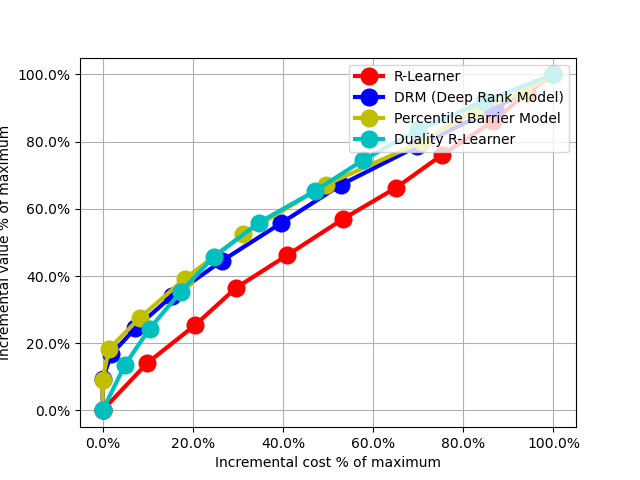 100.0%
80.0%
60.0%
40.0%
20.0%
0.0%
Incremental value % of maximum
R-Learner
DRM (Deep Rank Model)
Percentile Barrier Model
Duality R-Learner
0.0% 20.0% 40.0% 60.0% 80.0% 100.0%
Incremental cost % of maximum